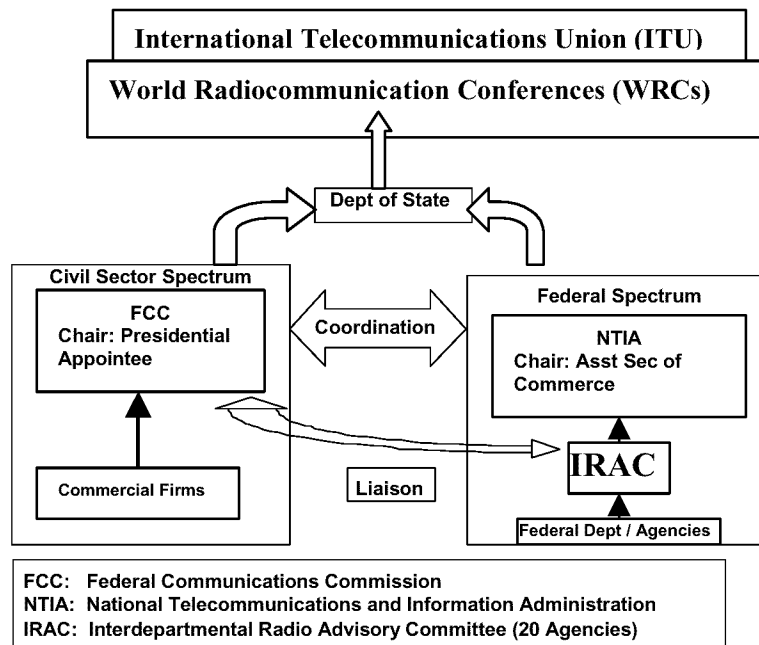 International Telecommunications Union (ITU)
World Radiocommunication Conferences (WRCs)
Dept of State
Civil Sector Spectrum
FCC
Chair: Presidential
Appointee
Commercial Firms
Coordination
Liaison
Federal Spectrum
NTIA
Chair: Asst Sec of
Commerce
IRAC
Federal Dept / Agencies
FCC: Federal Communications Commission
NTIA: National Telecommunications and Information Administration
IRAC: Interdepartmental Radio Advisory Committee (20 Agencies)